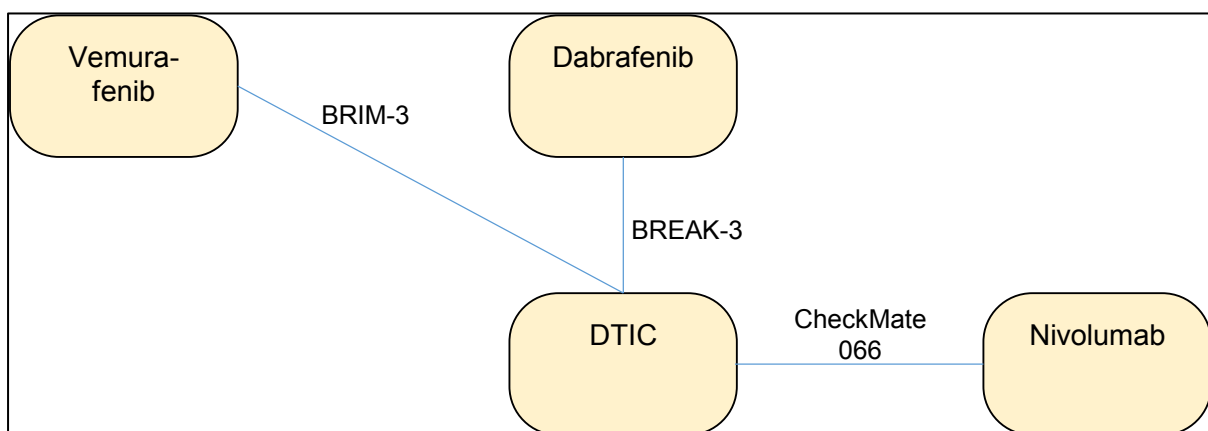 Vemura-
fenib
Dabrafenib
BRIM-3
BREAK-3
DTIC
CheckMate
066
Nivolumab